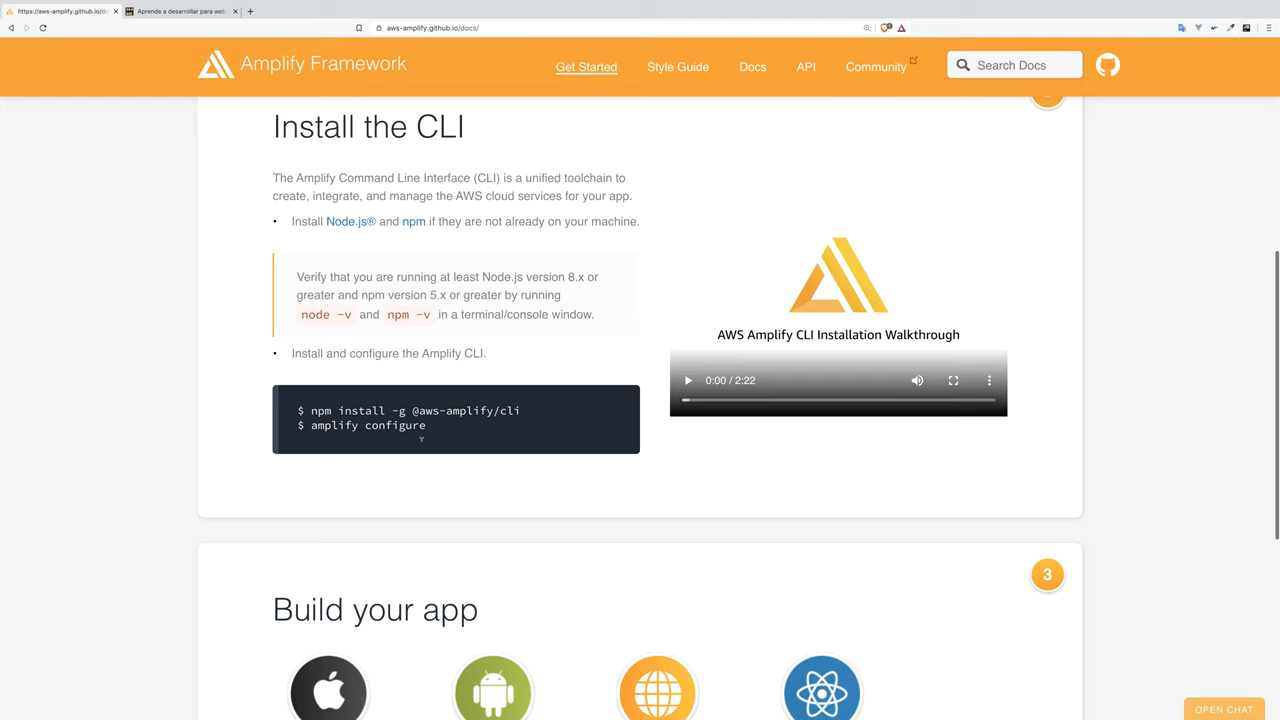 https://aws-amplify.github.io/d
Aprende a desarrollar para web
aws-amplify.github.io/docs/
Amplify Framework
Get Started
Style Guide
Docs
API
Community
Search Docs
Install the CLI
The Amplify Command Line Interface (CLI) is a unified toolchain to
create, integrate, and manage the AWS cloud services for your app.
• Install Node.js® and npm if they are not already on your machine.
Verify that you are running at least Node.js version 8.x or
greater and npm version 5.x or greater by running
node -v and npm -v in a terminal/console window.
• Install and configure the Amplify CLI.
$ npm install -g @aws-amplify/cli
$ amplify configure
AWS Amplify CLI Installation Walkthrough
0:00 / 2:22
3
Build your app
OPEN CHAT